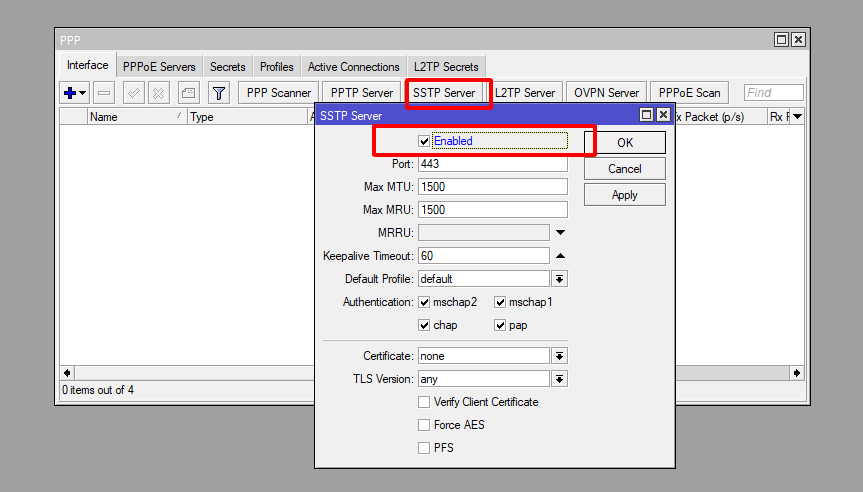 PPP
Interface PPPoE Servers Secrets Profiles Active Connections L2TP Secrets
PPP Scanner PPTP Server SSTP Server L2TP Server OVPN Server PPPoE Scan Find
Name Type Packet (p/s) Rx
SSTP Server
Enabled OK
Port: 443
Cancel
Max MTU: 1500
Apply
Max MRU: 1500
MRRU:
Keepalive Timeout: 60
Default Profile: default
Authentication: mschap2 mschap1
chap pap
Certificate: none
TLS Version: any
Verify Client Certificate
Force AES
PFS
0 items out of 4